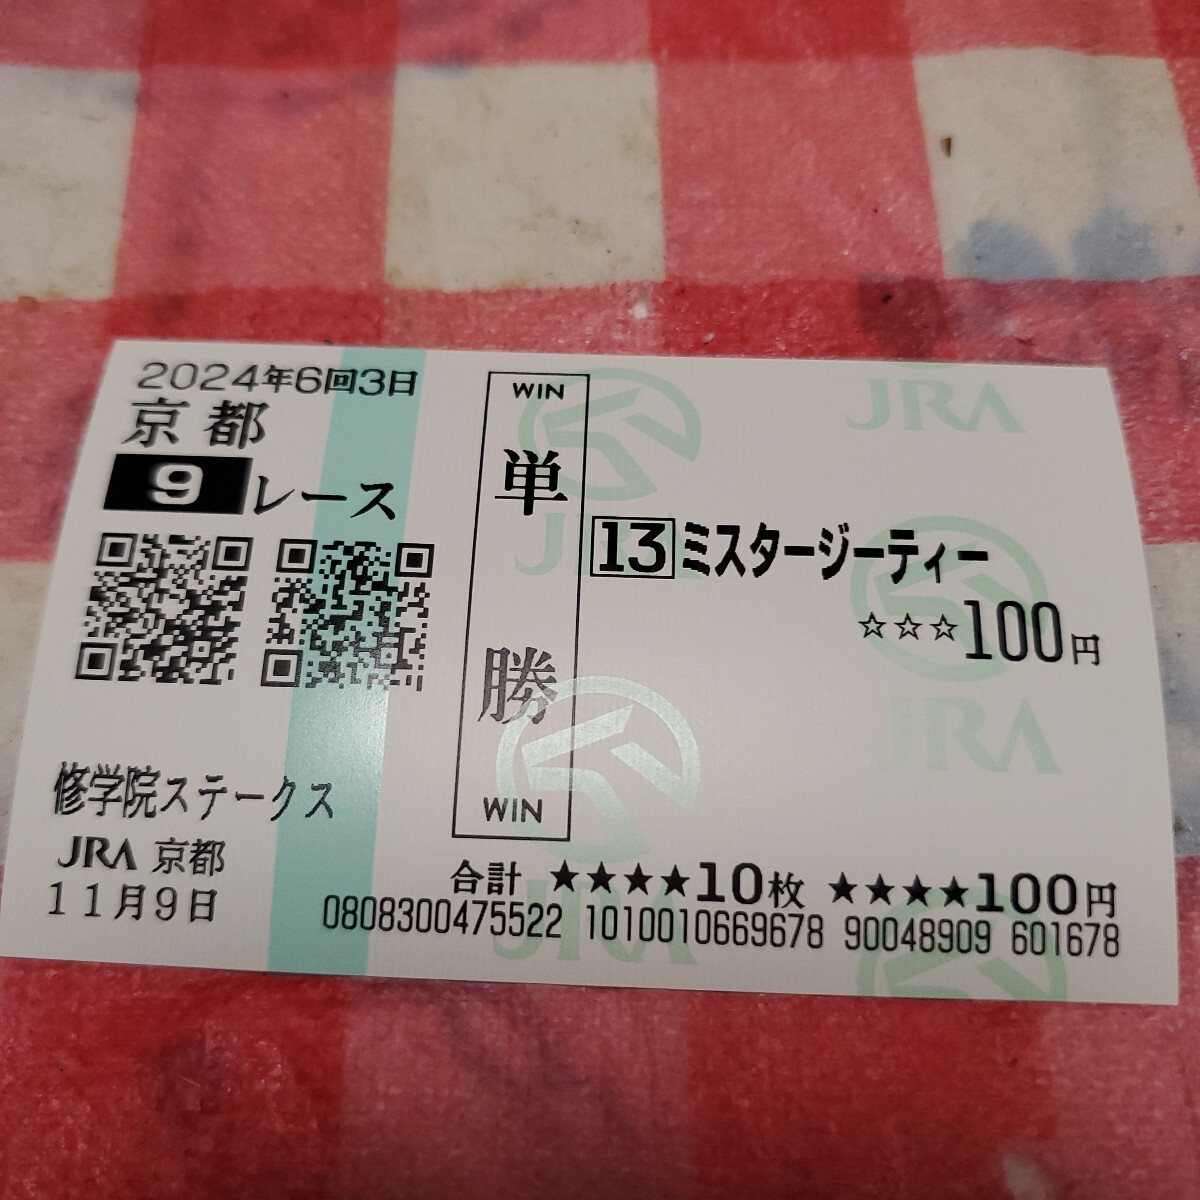 2024年6回3日
京都
9レース
修学院ステークス
JRA 京都
11月9日
WIN
単勝
WIN
13ミスタージーティー
☆☆☆100円
合計 ★★★★10枚 ★★★★100円
0808300475522 1010010669678 90048909 601678
JRA
JRA
JRA
JRA